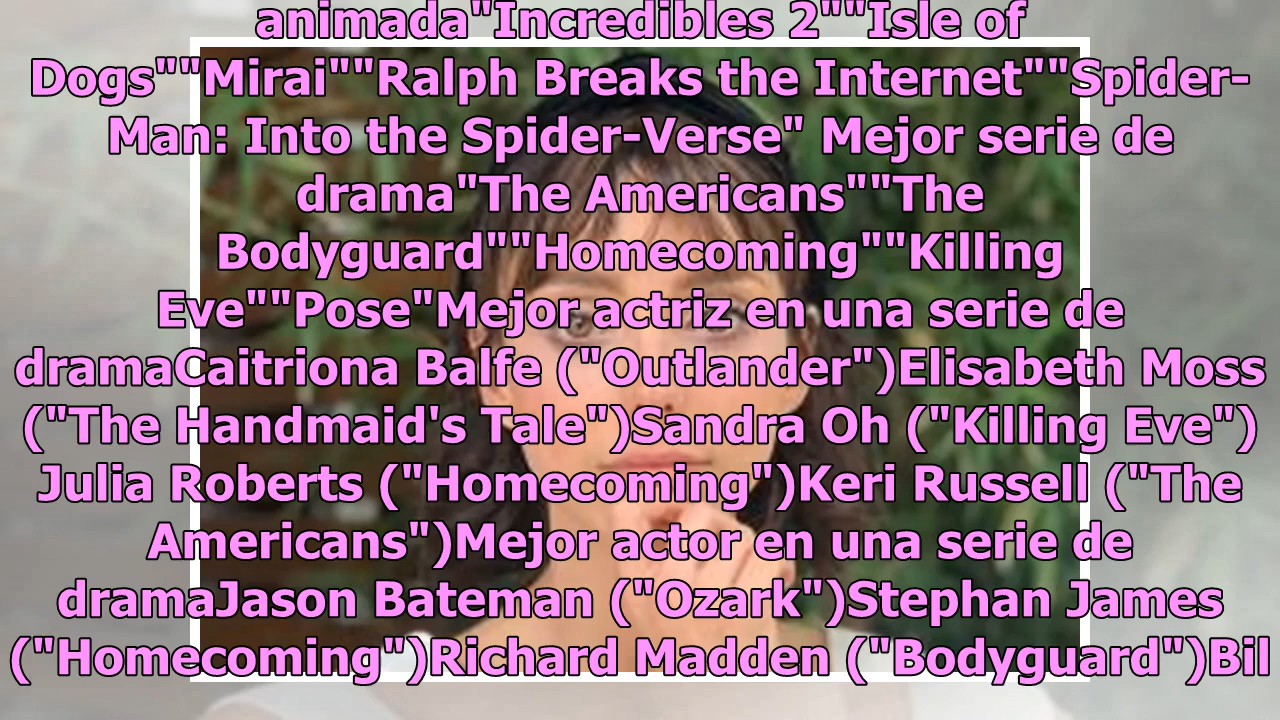 animada"Incredibles 2""Isle of
Dogs""Mirai""Ralph Breaks the Internet""Spider-
Man: Into the Spider-Verse" Mejor serie de
drama"The Americans""The
Bodyguard""Homecoming""Killing
Eve""Pose"Mejor actriz en una serie de
dramaCaitriona Balfe ("Outlander")Elisabeth Moss
("The Handmaid's Tale")Sandra Oh ("Killing Eve")
Julia Roberts ("Homecoming")Keri Russell ("The
Americans")Mejor actor en una serie de
dramaJason Bateman ("Ozark")Stephan James
("Homecoming")Richard Madden ("Bodyguard")Bil